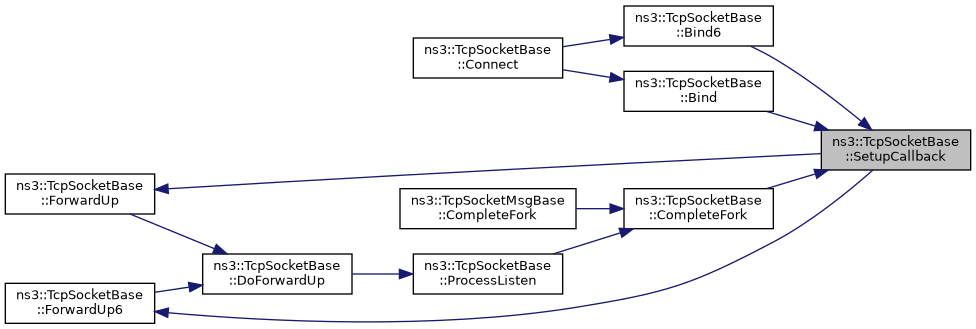 ns3::TcpSocketBase
::Bind6
ns3::TcpSocketBase
::Connect
ns3::TcpSocketBase
::Bind
ns3::TcpSocketBase
::SetupCallback
ns3::TcpSocketBase
::ForwardUp
ns3::TcpSocketMsgBase
::CompleteFork
ns3::TcpSocketBase
::CompleteFork
ns3::TcpSocketBase
::DoForwardUp
ns3::TcpSocketBase
::ProcessListen
ns3::TcpSocketBase
::ForwardUp6